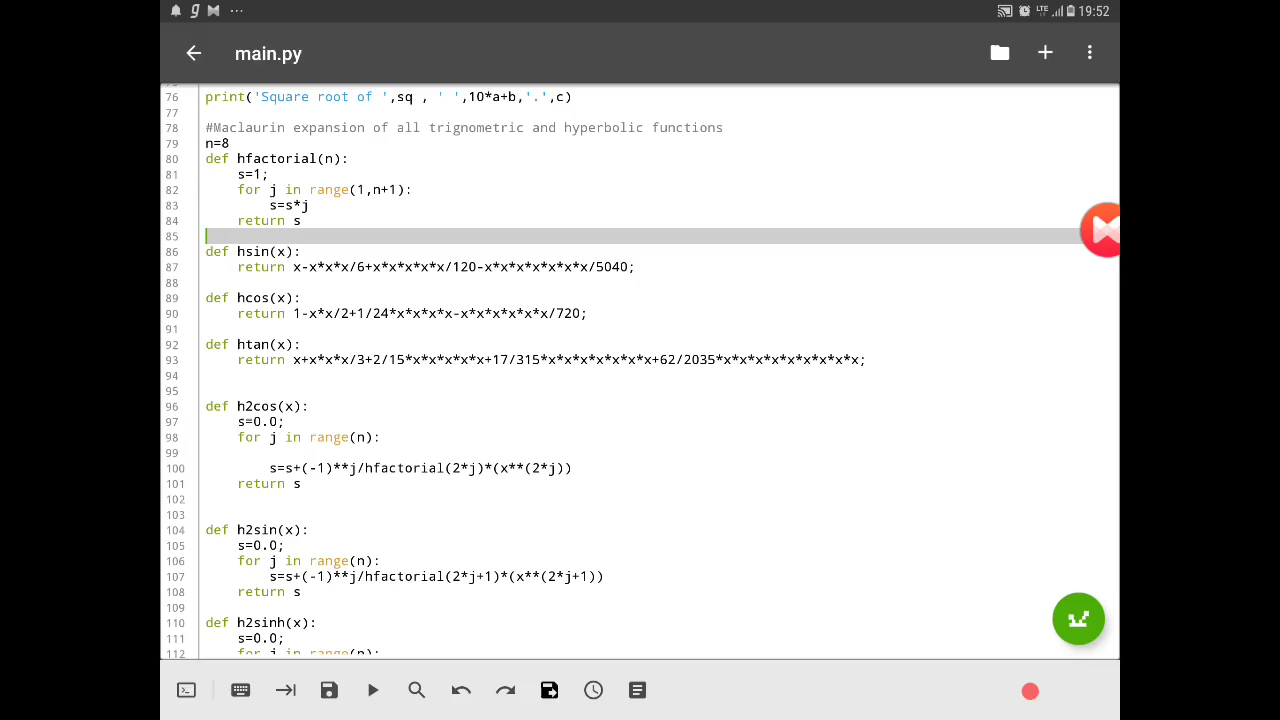 g ... LTE 19:52
main.py
76 print('Square root of ',sq , ' ',10*a+b,'.',c)
77
78 #Maclaurin expansion of all trignometric and hyperbolic functions
79 n=8
80 def hfactorial(n):
81 s=1;
82 for j in range(1,n+1):
83 s=s*j
84 return s
85
86 def hsin(x):
87 return x-x*x*x/6+x*x*x*x*x/120-x*x*x*x*x*x*x/5040;
88
89 def hcos(x):
90 return 1-x*x/2+1/24*x*x*x*x-x*x*x*x*x*x/720;
91
92 def htan(x):
93 return x+x*x*x/3+2/15*x*x*x*x*x+17/315*x*x*x*x*x*x*x+62/2035*x*x*x*x*x*x*x*x*x;
94
95
96 def h2cos(x):
97 s=0.0;
98 for j in range(n):
99
100 s=s+(-1)**j/hfactorial(2*j)*(x**(2*j))
101 return s
102
103
104 def h2sin(x):
105 s=0.0;
106 for j in range(n):
107 s=s+(-1)**j/hfactorial(2*j+1)*(x**(2*j+1))
108 return s
109
110 def h2sinh(x):
111 s=0.0;
112 for j in range(n):